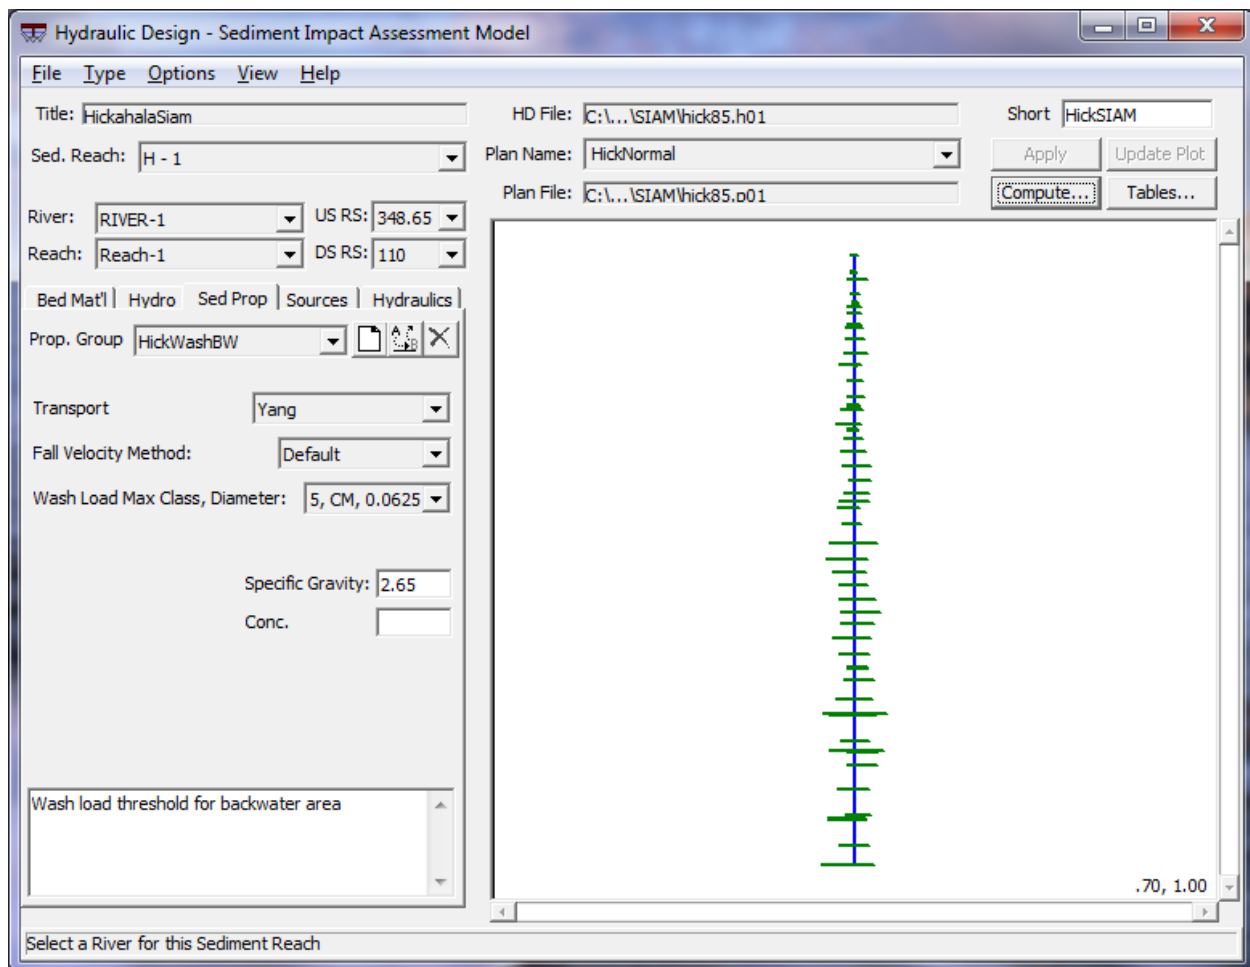 Hydraulic Design - Sediment Impact Assessment Model
File Type Options View Help
Title: HickahalaSiam
HD File: C:\...\SIAM\hick85.h01
Short HickSIAM
Sed. Reach: H - 1
Plan Name: HickNormal
Apply Update Plot
Plan File: C:\...\SIAM\hick85.p01
Compute... Tables...
River: RIVER-1 US RS: 348.65
Reach: Reach-1 DS RS: 110
Bed Mat'l Hydro Sed Prop Sources Hydraulics
Prop. Group HickWashBW
Transport Yang
Fall Velocity Method: Default
Wash Load Max Class, Diameter: 5, CM, 0.0625
Specific Gravity: 2.65
Conc.
Wash load threshold for backwater area
.70, 1.00
Select a River for this Sediment Reach